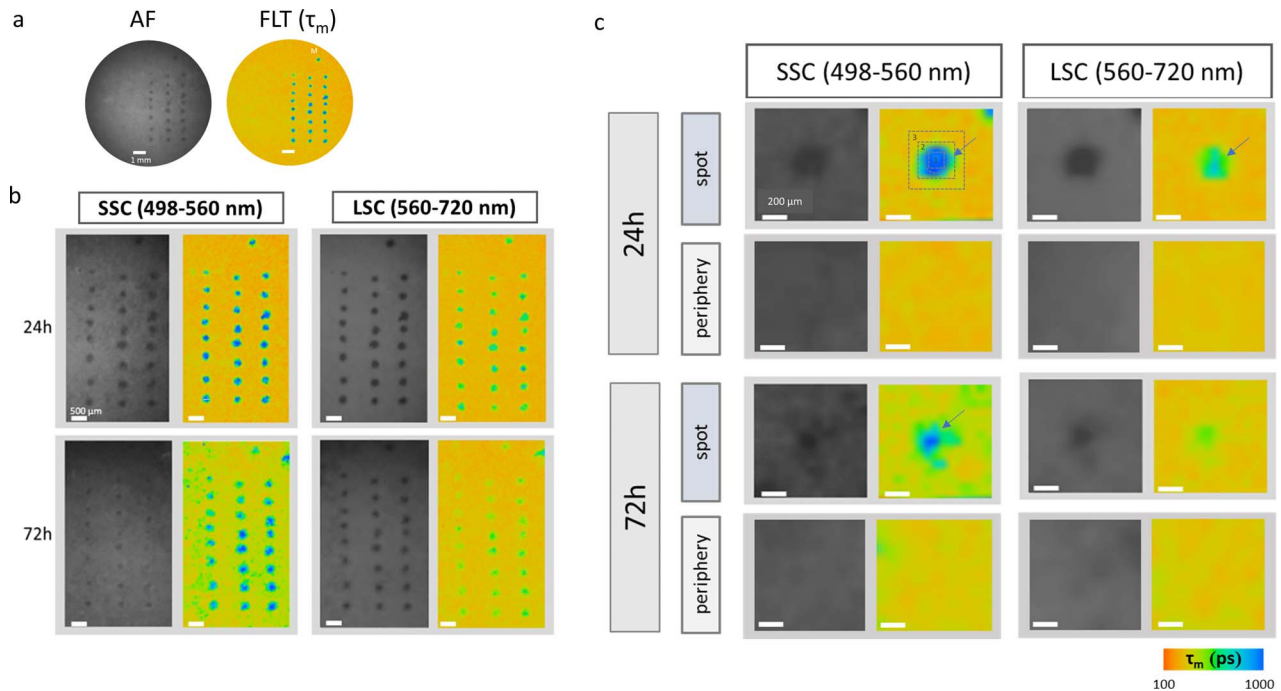 a
AF
FLT (τm)
M
1 mm
b
SSC (498-560 nm)
LSC (560-720 nm)
24h
500 µm
72h
c
SSC (498-560 nm)
LSC (560-720 nm)
24h
spot
3
2
200 µm
periphery
72h
spot
periphery
τm (ps)
100
1000